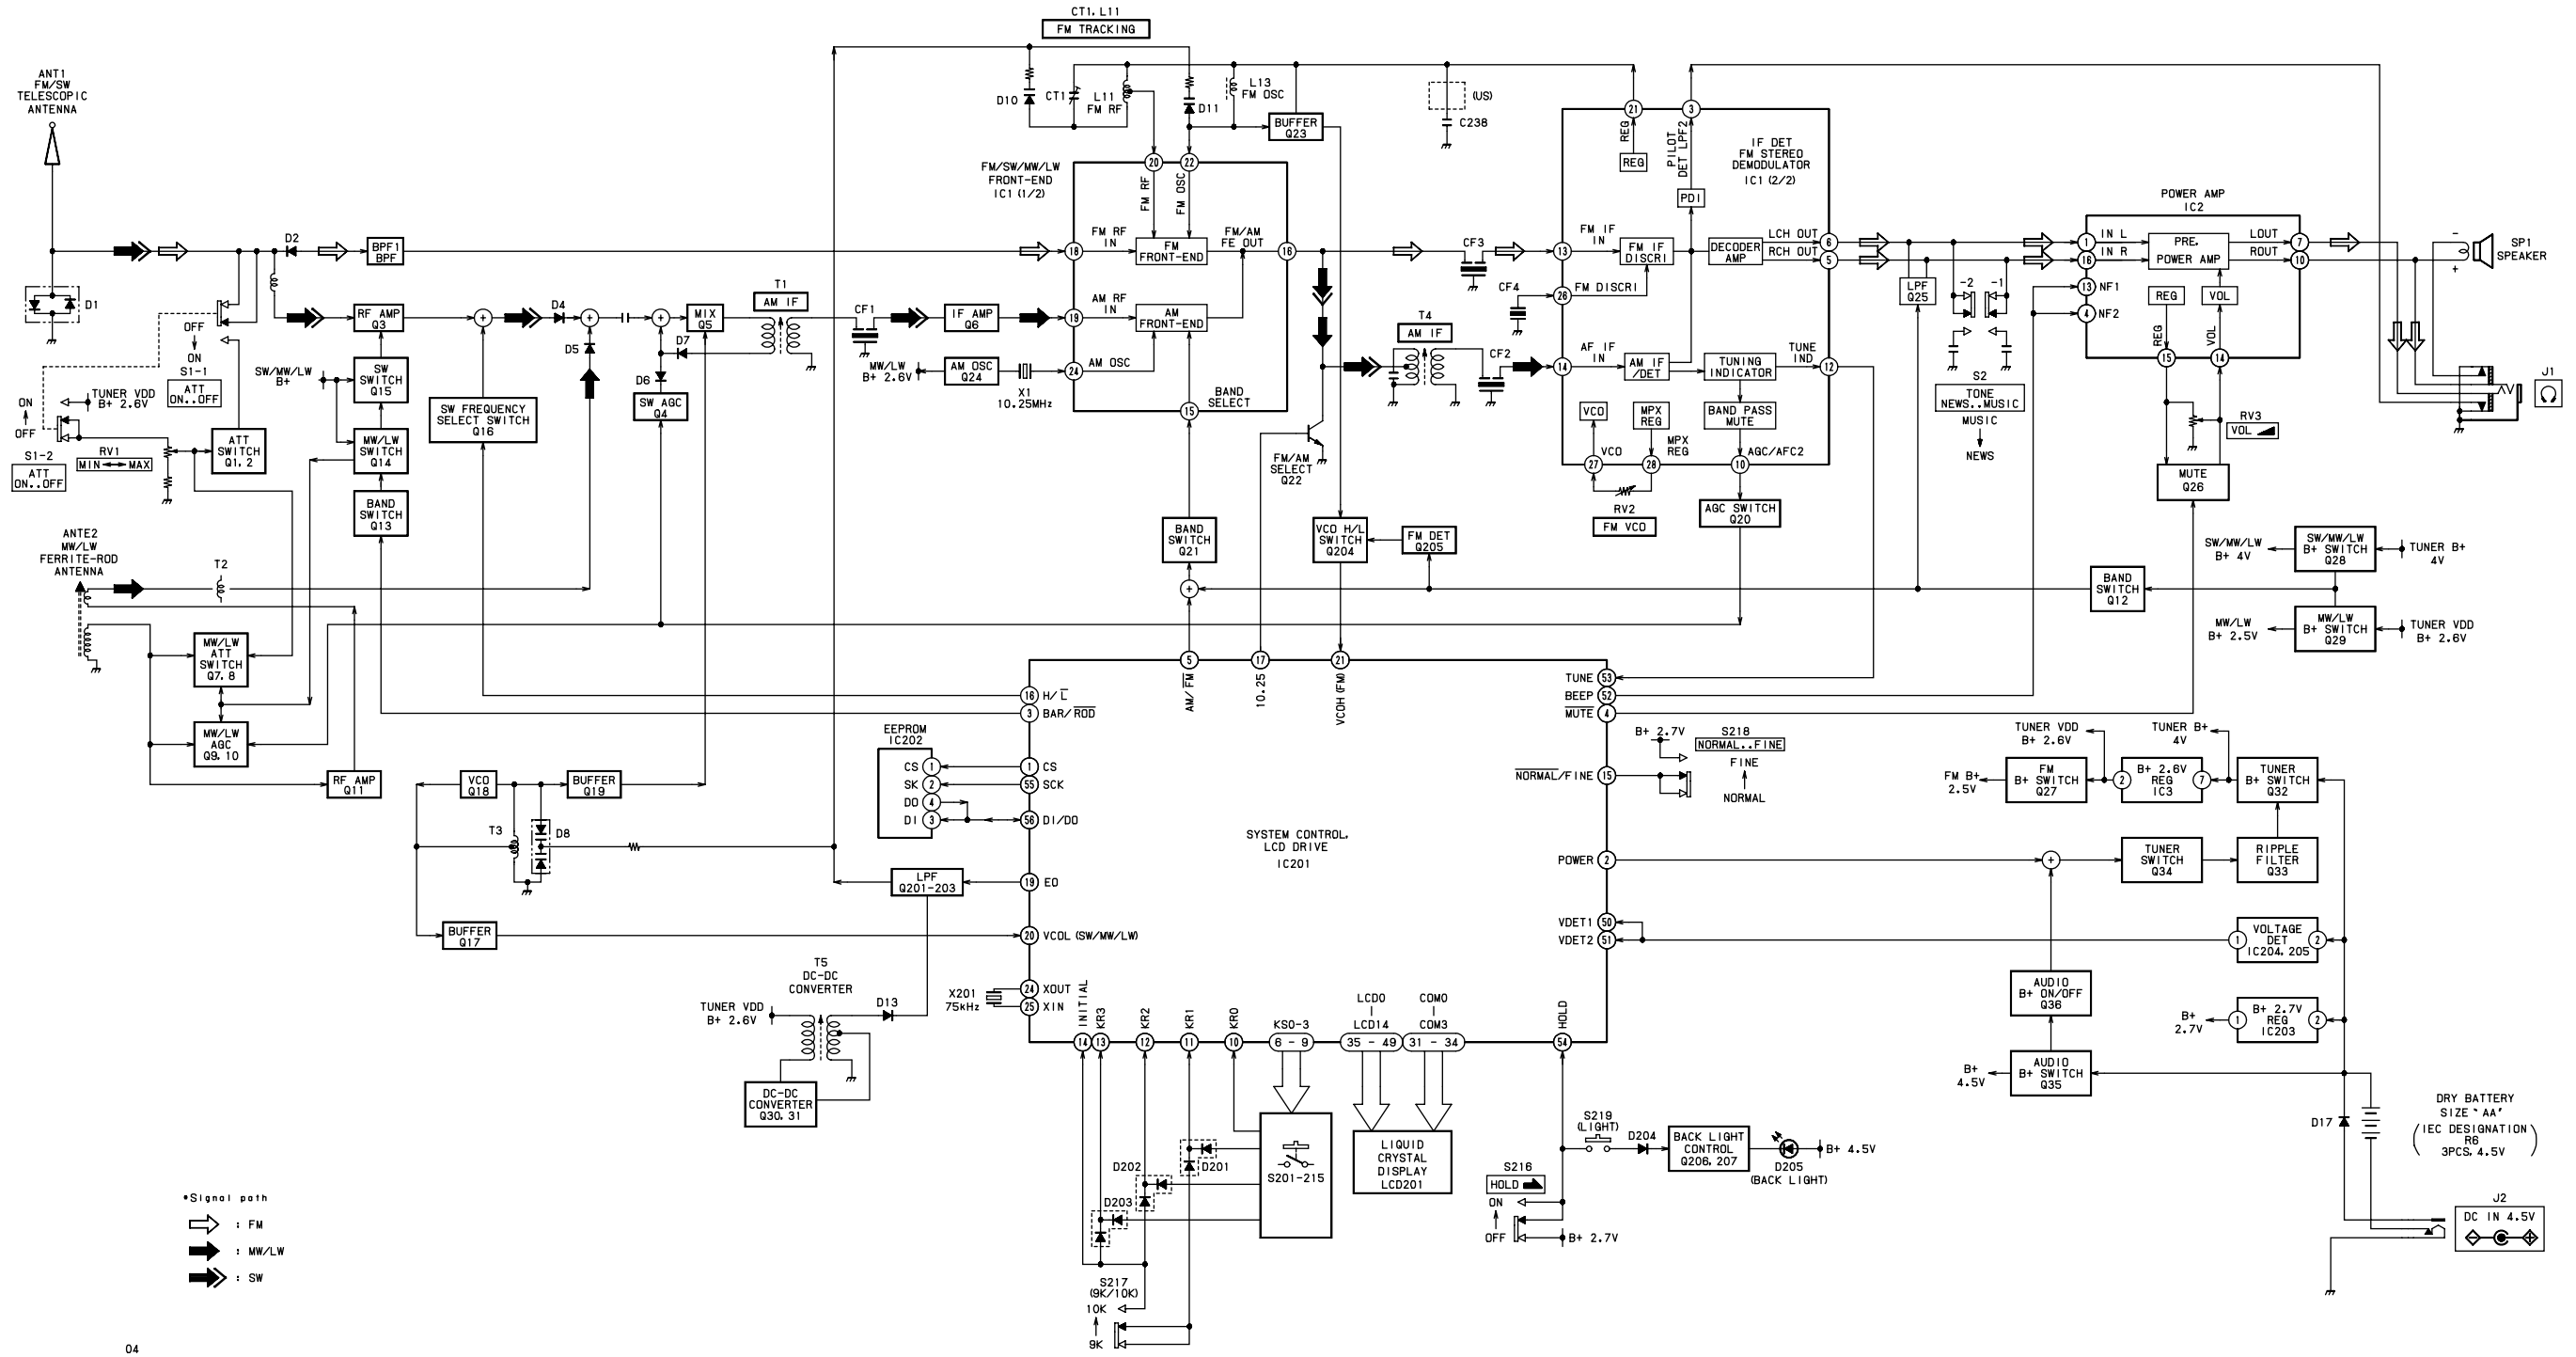 CT1, L11
FM TRACKING
ANT1
FM/SW
TELESCOPIC
ANTENNA
D1
D2
BPF1
BPF
OFF
ON
S1-1
ATT
ON..OFF
TUNER VDD
B+ 2.6V
ON
OFF
S1-2
ATT
ON..OFF
RV1
MIN MAX
ATT
SWITCH
Q1, 2
RF AMP
Q3
SW/MW/LW
B+
SW
SWITCH
Q15
MW/LW
SWITCH
Q14
BAND
SWITCH
Q13
SW FREQUENCY
SELECT SWITCH
Q16
D4
D5
D6
D7
SW AGC
Q4
MIX
Q5
T1
AM IF
CF1
IF AMP
Q6
MW/LW
B+ 2.6V
AM OSC
Q24
X1
10.25MHz
D10
CT1
L11
FM RF
D11
L13
FM OSC
BUFFER
Q23
(US)
C238
FM/SW/MW/LW
FRONT-END
IC1 (1/2)
20
22
FM RF
FM OSC
18
FM RF
IN
FM
FRONT-END
FM/AM
FE OUT
16
19
AM RF
IN
AM
FRONT-END
24
AM OSC
BAND
SELECT
15
CF3
CF4
T4
AM IF
CF2
FM/AM
SELECT
Q22
21
3
REG
REG
PILOT
DET LPF2
PDI
IF DET
FM STEREO
DEMODULATOR
IC1 (2/2)
13
FM IF
IN
FM IF
DISCRI
DECODER
AMP
LCH OUT
6
RCH OUT
5
26
FM DISCRI
14
AF IF
IN
AM IF
/DET
TUNING
INDICATOR
TUNE
IND
12
VCO
MPX
REG
BAND PASS
MUTE
27
VCO
28
MPX
REG
10
AGC/AFC2
RV2
FM VCO
AGC SWITCH
Q20
LPF
Q25
-2
-1
S2
TONE
NEWS..MUSIC
MUSIC
NEWS
POWER AMP
IC2
1
IN L
16
IN R
PRE,
POWER AMP
LOUT
7
ROUT
10
13
NF1
4
NF2
REG
VOL
REG
VOL
15
14
RV3
VOL
MUTE
Q26
-
+
SP1
SPEAKER
J1
ANTE2
MW/LW
FERRITE-ROD
ANTENNA
T2
MW/LW
ATT
SWITCH
Q7, 8
MW/LW
AGC
Q9, 10
RF AMP
Q11
BAND
SWITCH
Q21
VCO H/L
SWITCH
Q204
FM DET
Q205
BAND
SWITCH
Q12
SW/MW/LW
B+ 4V
SW/MW/LW
B+ SWITCH
Q28
TUNER B+
4V
MW/LW
B+ 2.5V
MW/LW
B+ SWITCH
Q29
TUNER VDD
B+ 2.6V
5
17
21
AM/FM
10.25
VCOH (FM)
16
H/L
3
BAR/ROD
EEPROM
IC202
CS
1
1
CS
SK
2
55
SCK
DO
4
DI
3
56
DI/DO
TUNE
53
BEEP
52
MUTE
4
B+ 2.7V
S218
NORMAL..FINE
FINE
NORMAL
NORMAL/FINE
15
SYSTEM CONTROL,
LCD DRIVE
IC201
POWER
2
VDET1
50
VDET2
51
VCO
Q18
BUFFER
Q19
T3
D8
LPF
Q201-203
19
EO
BUFFER
Q17
20
VCOL (SW/MW/LW)
T5
DC-DC
CONVERTER
TUNER VDD
B+ 2.6V
D13
X201
75kHz
24
XOUT
25
XIN
DC-DC
CONVERTER
Q30, 31
INITIAL
KR3
KR2
KR1
KR0
KS0-3
LCD0
LCD14
COM0
COM3
HOLD
14
13
12
11
10
6 - 9
35 - 49
31 - 34
54
D201
D202
D203
S201-215
LIQUID
CRYSTAL
DISPLAY
LCD201
S217
(9K/10K)
10K
9K
S219
(LIGHT)
D204
BACK LIGHT
CONTROL
Q206, 207
D205
(BACK LIGHT)
B+ 4.5V
S216
HOLD
ON
OFF
B+ 2.7V
TUNER VDD
B+ 2.6V
TUNER B+
4V
FM B+
2.5V
FM
B+ SWITCH
Q27
2
B+ 2.6V
REG
IC3
7
TUNER
B+ SWITCH
Q32
TUNER
SWITCH
Q34
RIPPLE
FILTER
Q33
1
VOLTAGE
DET
IC204, 205
2
AUDIO
B+ ON/OFF
Q36
B+
2.7V
1
B+ 2.7V
REG
IC203
2
B+
4.5V
AUDIO
B+ SWITCH
Q35
D17
DRY BATTERY
SIZE "AA"
(IEC DESIGNATION
R6
3PCS, 4.5V)
J2
DC IN 4.5V
*Signal path
: FM
: MW/LW
: SW
04